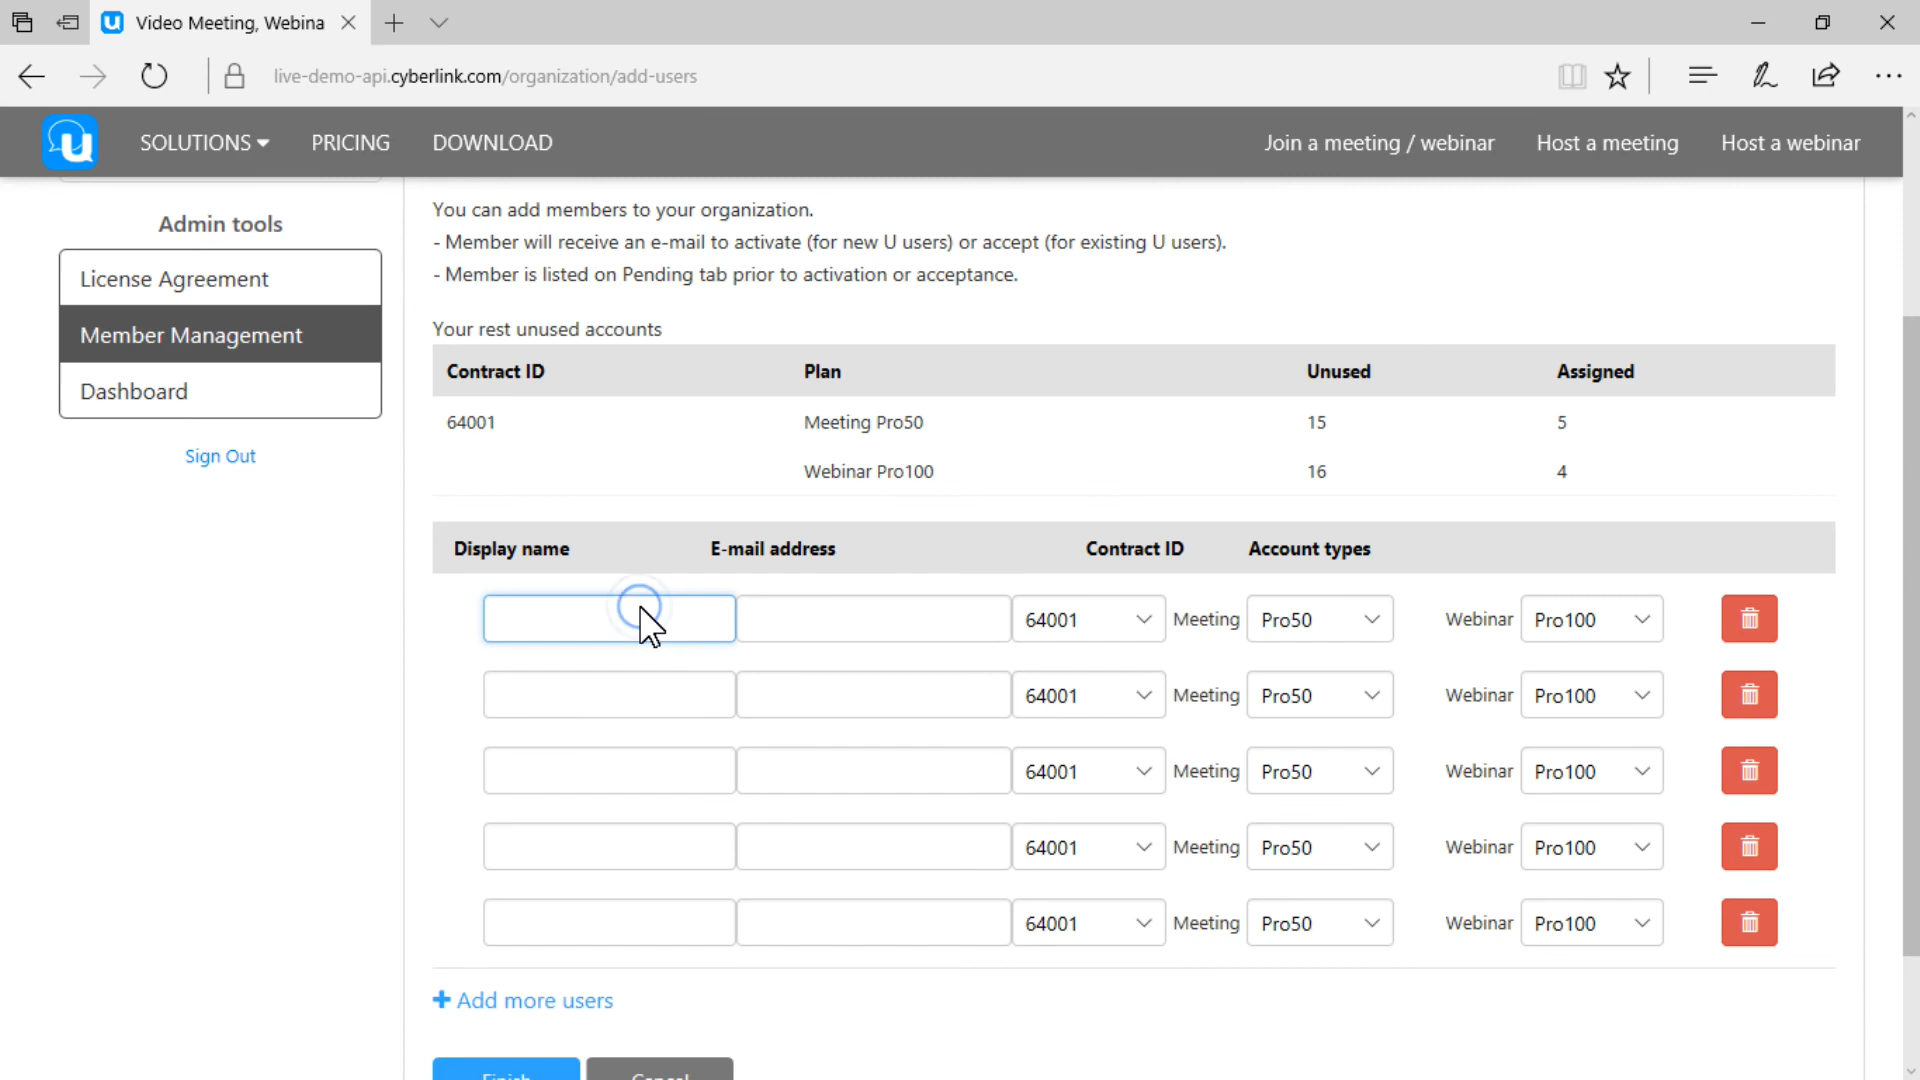 Video Meeting, Webina
live-demo-api.cyberlink.com/organization/add-users
U SOLUTIONS PRICING DOWNLOAD Join a meeting / webinar Host a meeting Host a webinar
Admin tools
License Agreement
Member Management
Dashboard
Sign Out
You can add members to your organization.
- Member will receive an e-mail to activate (for new U users) or accept (for existing U users).
- Member is listed on Pending tab prior to activation or acceptance.
Your rest unused accounts
Contract ID Plan Unused Assigned
64001 Meeting Pro50 15 5
Webinar Pro100 16 4
Display name E-mail address Contract ID Account types
64001 Meeting Pro50 Webinar Pro100
64001 Meeting Pro50 Webinar Pro100
64001 Meeting Pro50 Webinar Pro100
64001 Meeting Pro50 Webinar Pro100
64001 Meeting Pro50 Webinar Pro100
+ Add more users
Finish Cancel